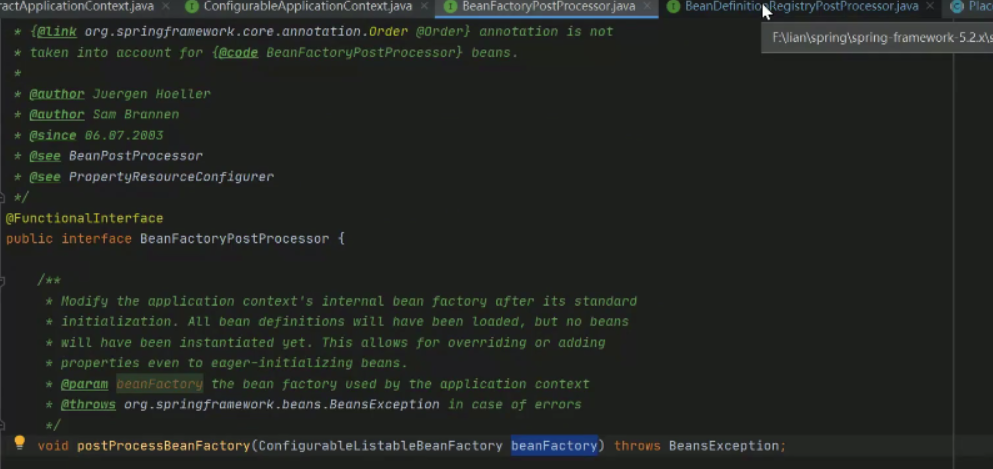 ractApplicationContext.java
ConfigurableApplicationContext.java
BeanFactoryPostProcessor.java
BeanDefinitionRegistryPostProcessor.java
Place
F:\lian\spring\spring-framework-5.2.x\s
* {@link org.springframework.core.annotation.Order @Order} annotation is not
* taken into account for {@code BeanFactoryPostProcessor} beans.
*
* @author Juergen Hoeller
* @author Sam Brannen
* @since 06.07.2003
* @see BeanPostProcessor
* @see PropertyResourceConfigurer
*/
@FunctionalInterface
public interface BeanFactoryPostProcessor {
/**
* Modify the application context's internal bean factory after its standard
* initialization. All bean definitions will have been loaded, but no beans
* will have been instantiated yet. This allows for overriding or adding
* properties even to eager-initializing beans.
* @param beanFactory the bean factory used by the application context
* @throws org.springframework.beans.BeansException in case of errors
*/
void postProcessBeanFactory(ConfigurableListableBeanFactory beanFactory) throws BeansException;